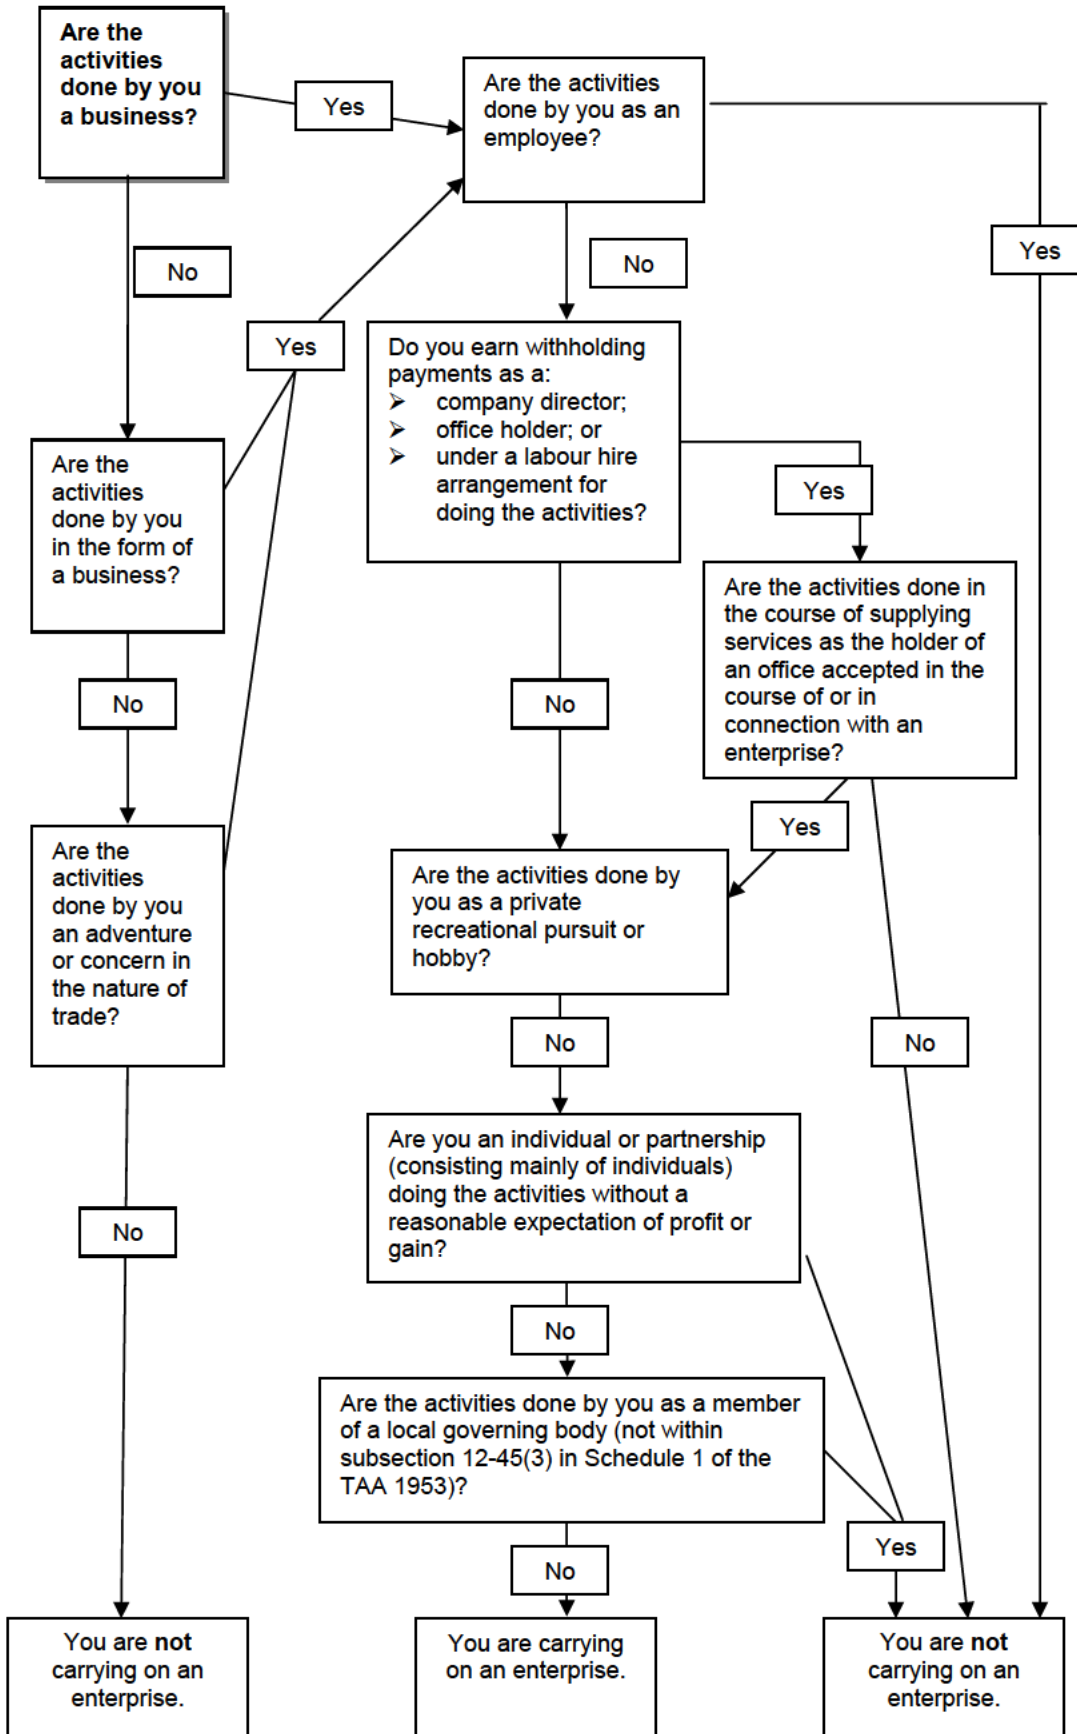 Are the
activities
done by you
a business?
Yes
Are the activities
done by you as an
employee?
Yes
No
No
Yes
Do you earn withholding
payments as a:
➢ company director;
➢ office holder; or
➢ under a labour hire
arrangement for
doing the activities?
Yes
Are the
activities
done by you
in the form of
a business?
Are the activities done in
the course of supplying
services as the holder of
an office accepted in the
course of or in
connection with an
enterprise?
No
No
Yes
Are the
activities
done by you
an adventure
or concern in
the nature of
trade?
Are the activities done by
you as a private
recreational pursuit or
hobby?
No
No
Are you an individual or partnership
(consisting mainly of individuals)
doing the activities without a
reasonable expectation of profit or
gain?
No
No
Are the activities done by you as a member
of a local governing body (not within
subsection 12-45(3) in Schedule 1 of the
TAA 1953)?
Yes
No
You are not
carrying on an
enterprise.
You are carrying
on an enterprise.
You are not
carrying on an
enterprise.